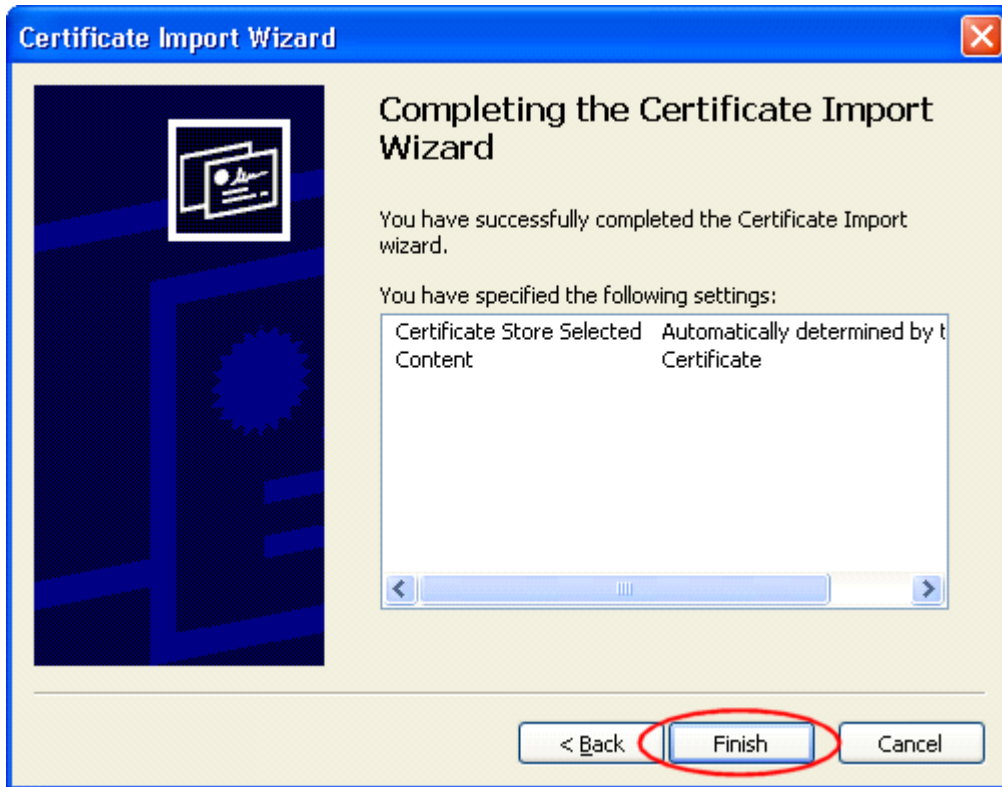 Certificate Import Wizard
Completing the Certificate Import
Wizard
You have successfully completed the Certificate Import
wizard.
You have specified the following settings:
Certificate Store Selected Automatically determined by t
Content Certificate
< Back Finish Cancel